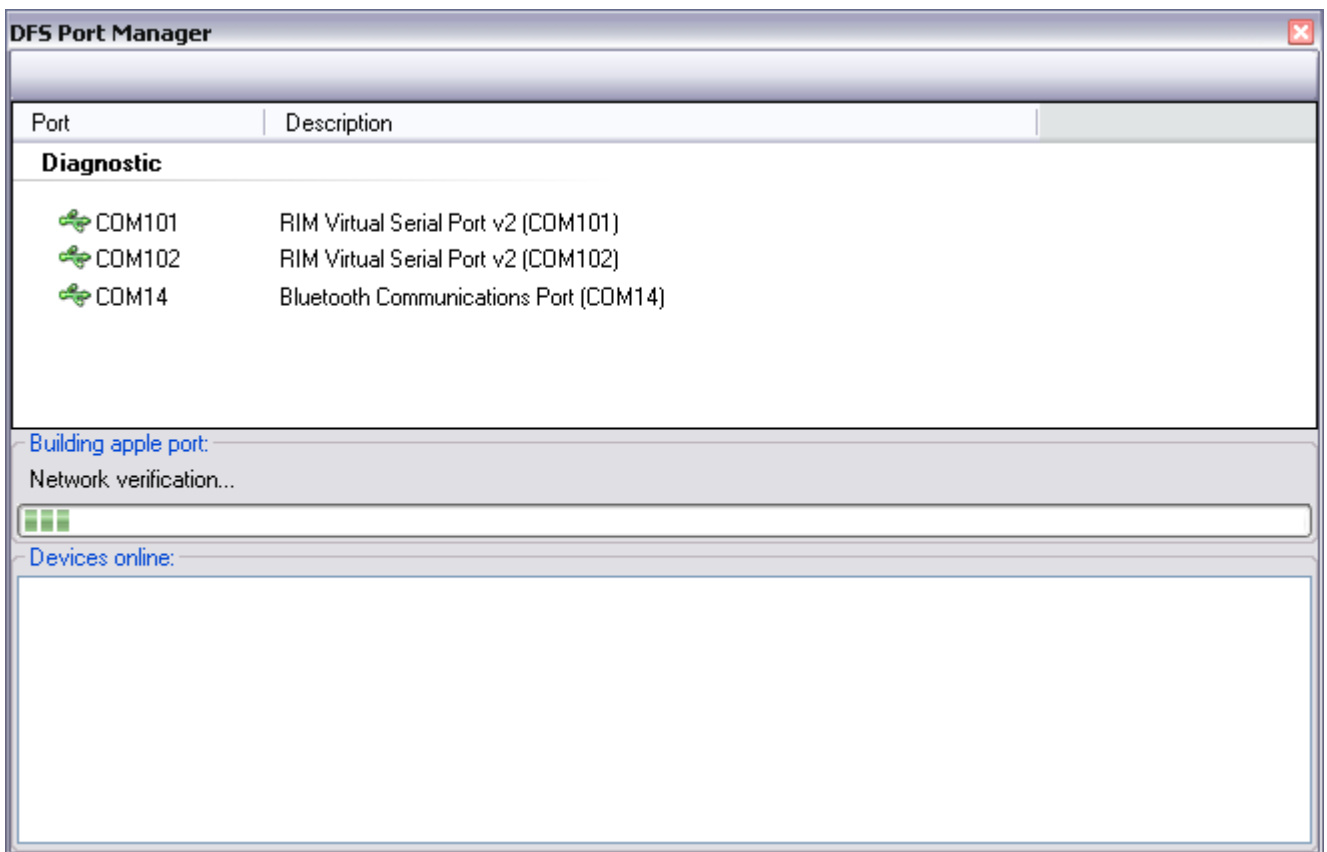 DFS Port Manager
Port Description
Diagnostic
COM101 RIM Virtual Serial Port v2 (COM101)
COM102 RIM Virtual Serial Port v2 (COM102)
COM14 Bluetooth Communications Port (COM14)
Building apple port:
Network verification...
Devices online: